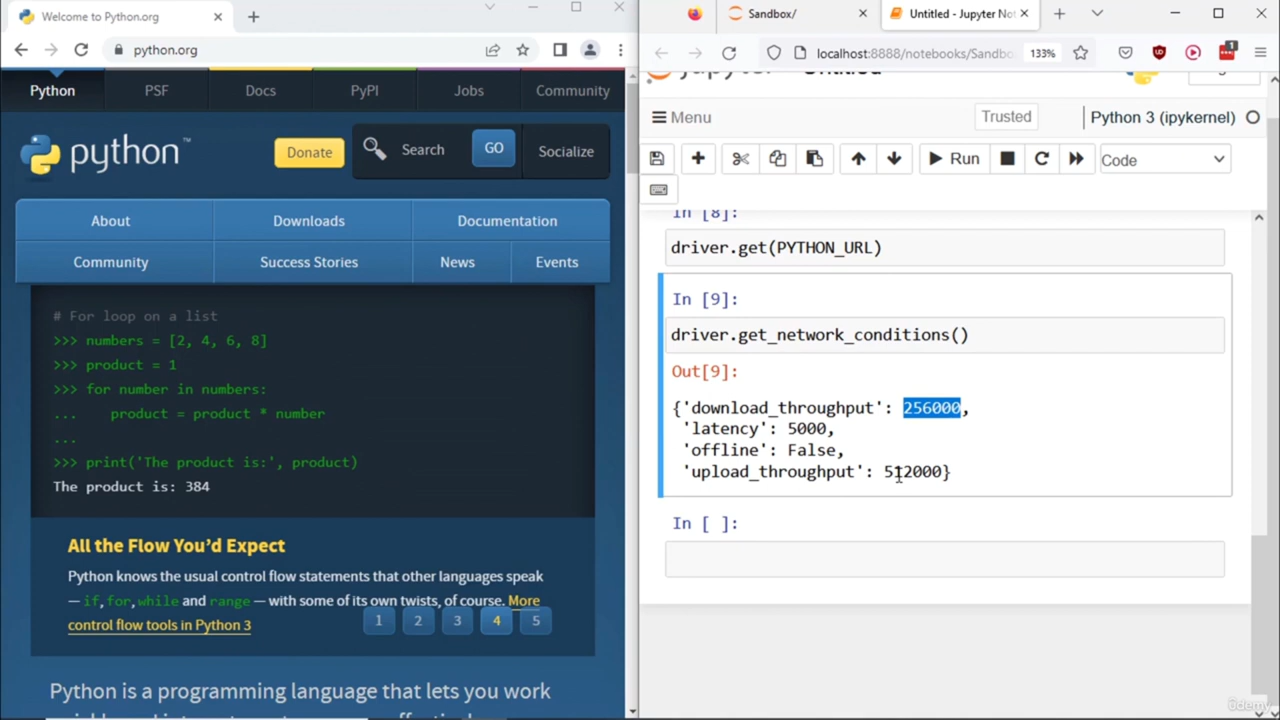 Welcome to Python.org
python.org
Python
PSF
Docs
PyPI
Jobs
Community
python™
Donate
Search
GO
Socialize
About
Downloads
Documentation
Community
Success Stories
News
Events
# For loop on a list
>>> numbers = [2, 4, 6, 8]
>>> product = 1
>>> for number in numbers:
...    product = product * number
...
>>> print('The product is:', product)
The product is: 384
All the Flow You'd Expect
Python knows the usual control flow statements that other languages speak
— if, for, while and range — with some of its own twists, of course. More
control flow tools in Python 3
1 2 3 4 5
Python is a programming language that lets you work
Sandbox/
Untitled - Jupyter Not
localhost:8888/notebooks/Sandbo
133%
1
Menu
Trusted
Python 3 (ipykernel)
Run
Code
In [8]:
driver.get(PYTHON_URL)
In [9]:
driver.get_network_conditions()
Out[9]:
{'download_throughput': 256000,
'latency': 5000,
'offline': False,
'upload_throughput': 512000}
In [ ]:
ûdemy